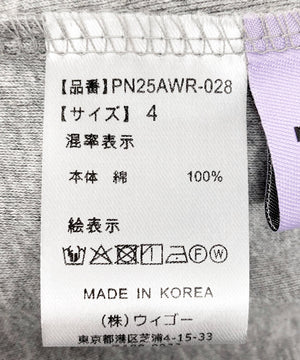 【品番】PN25AWR-028
【サイズ】4
混率表示
本体 綿 100%
絵表示
MADE IN KOREA
(株)ウィゴー
東京都港区芝浦4-15-33